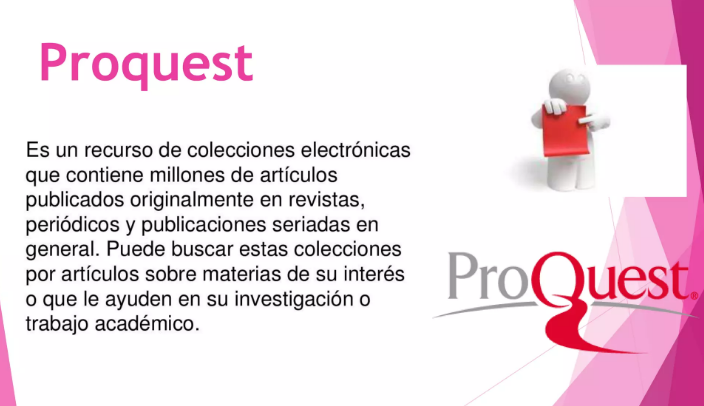 Proquest
Es un recurso de colecciones electrónicas
que contiene millones de artículos
publicados originalmente en revistas,
periódicos y publicaciones seriadas en
general. Puede buscar estas colecciones
por artículos sobre materias de su interés
o que le ayuden en su investigación o
trabajo académico.
ProQuest®